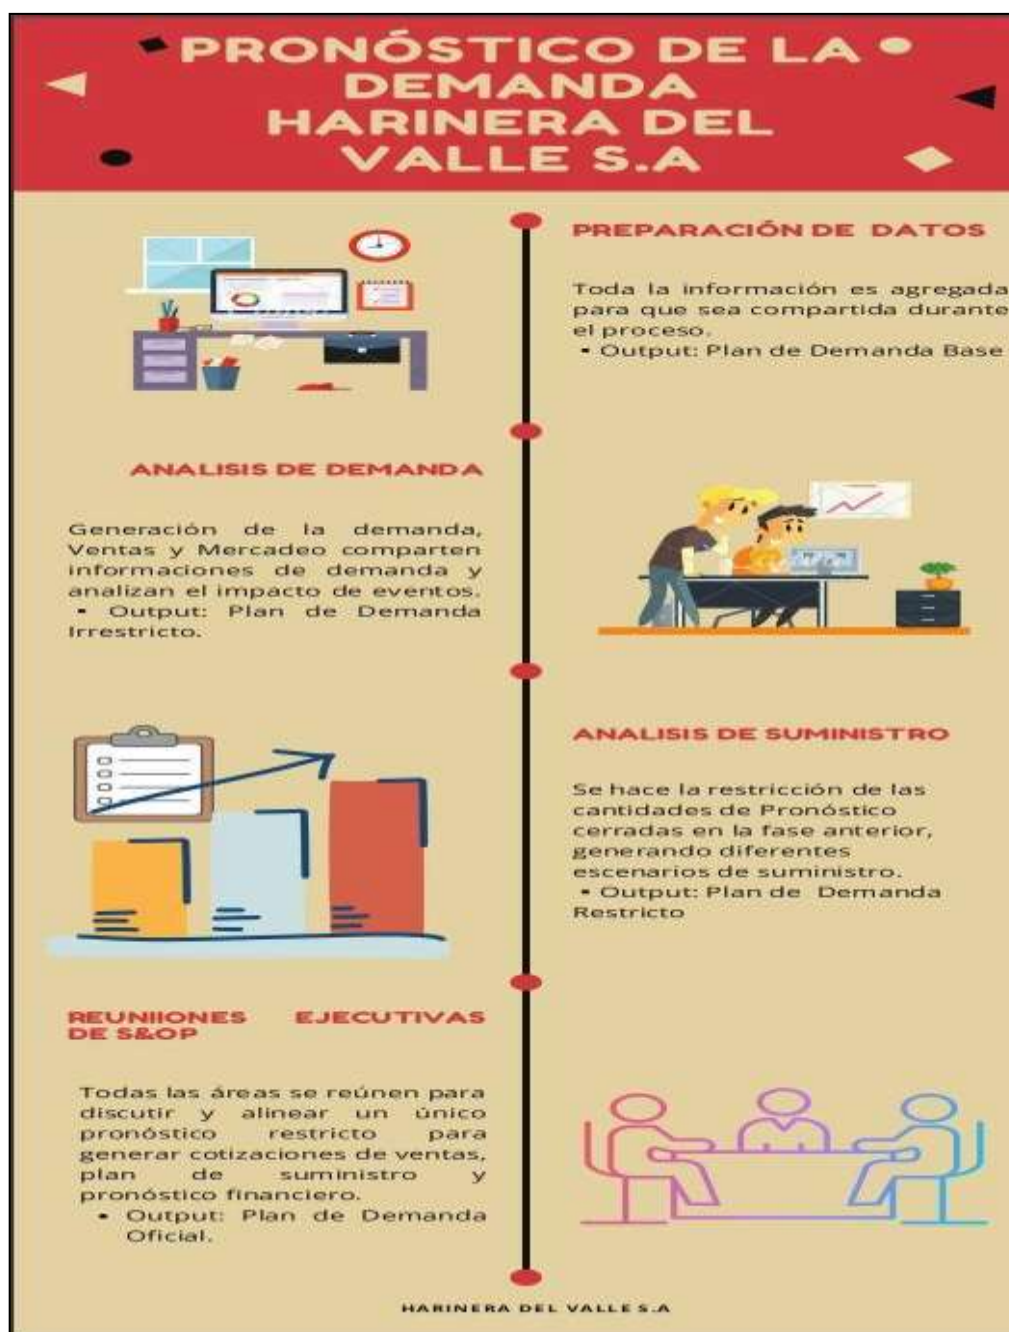 PRONÓSTICO DE LA
DEMANDA
HARINERA DEL
VALLE S.A
PREPARACIÓN DE DATOS
Toda la información es agregada
para que sea compartida durante
el proceso.
▪ Output: Plan de Demanda Base
ANALISIS DE DEMANDA
Generación de la demanda,
Ventas y Mercadeo comparten
informaciones de demanda y
analizan el impacto de eventos.
▪ Output: Plan de Demanda
Irrestricto.
ANALISIS DE SUMINISTRO
Se hace la restricción de las
cantidades de Pronóstico
cerradas en la fase anterior,
generando diferentes
escenarios de suministro.
▪ Output: Plan de Demanda
Restricto
REUNIIONES EJECUTIVAS
DE S&OP
Todas las áreas se reúnen para
discutir y alinear un único
pronóstico restricto para
generar cotizaciones de ventas,
plan de suministro y
pronóstico financiero.
• Output: Plan de Demanda
Oficial.
HARINERA DEL VALLE S.A